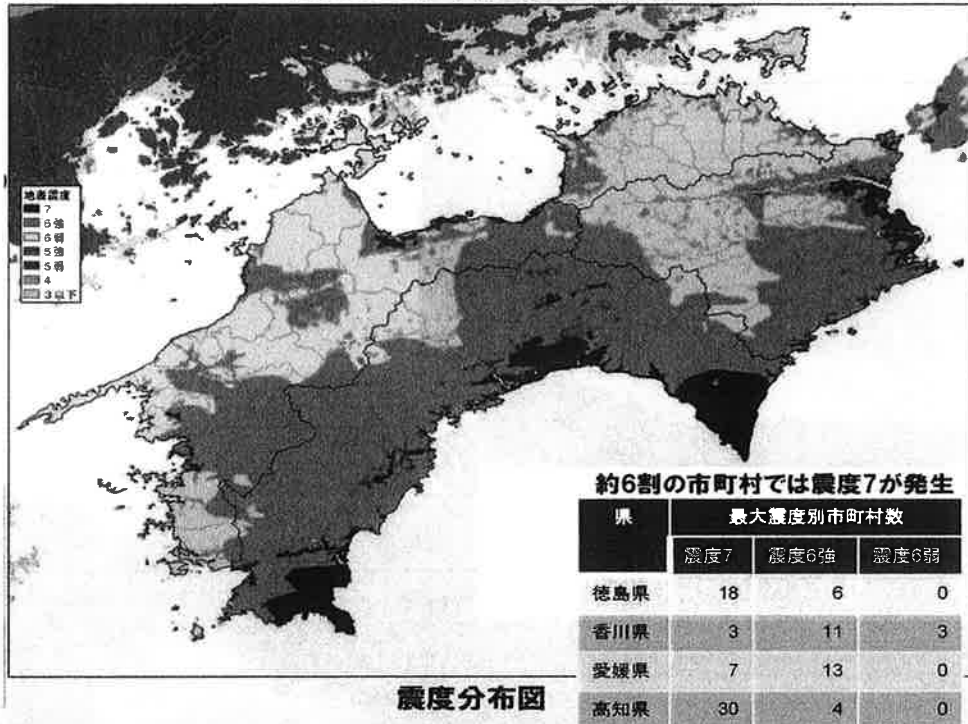 地表震度
7
6強
6弱
5強
5弱
4
3以下
約6割の市町村では震度7が発生
県 最大震度別市町村数
震度7 震度6強 震度6弱
徳島県 18 6 0
香川県 3 11 3
愛媛県 7 13 0
高知県 30 4 0
震度分布図